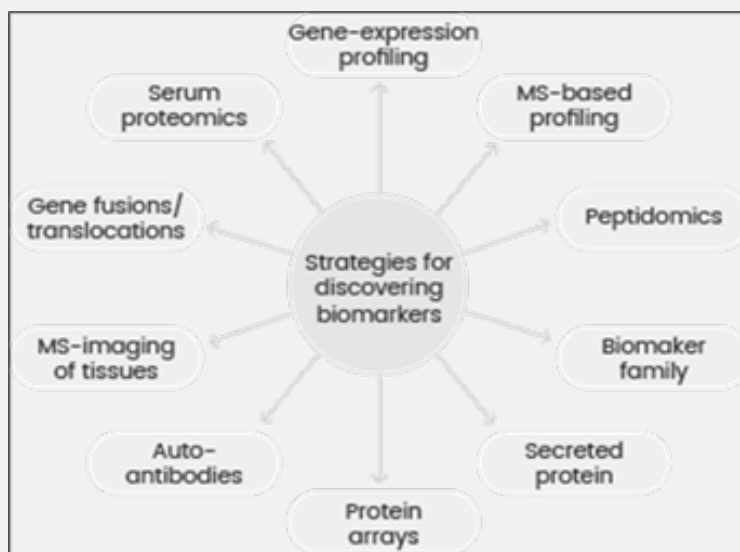 Gene-expression
profiling
Serum
proteomics
MS-based
profiling
Gene fusions/
translocations
Peptidomics
Strategies for
discovering
biomarkers
MS-imaging
of tissues
Biomaker
family
Auto-
antibodies
Secreted
protein
Protein
arrays